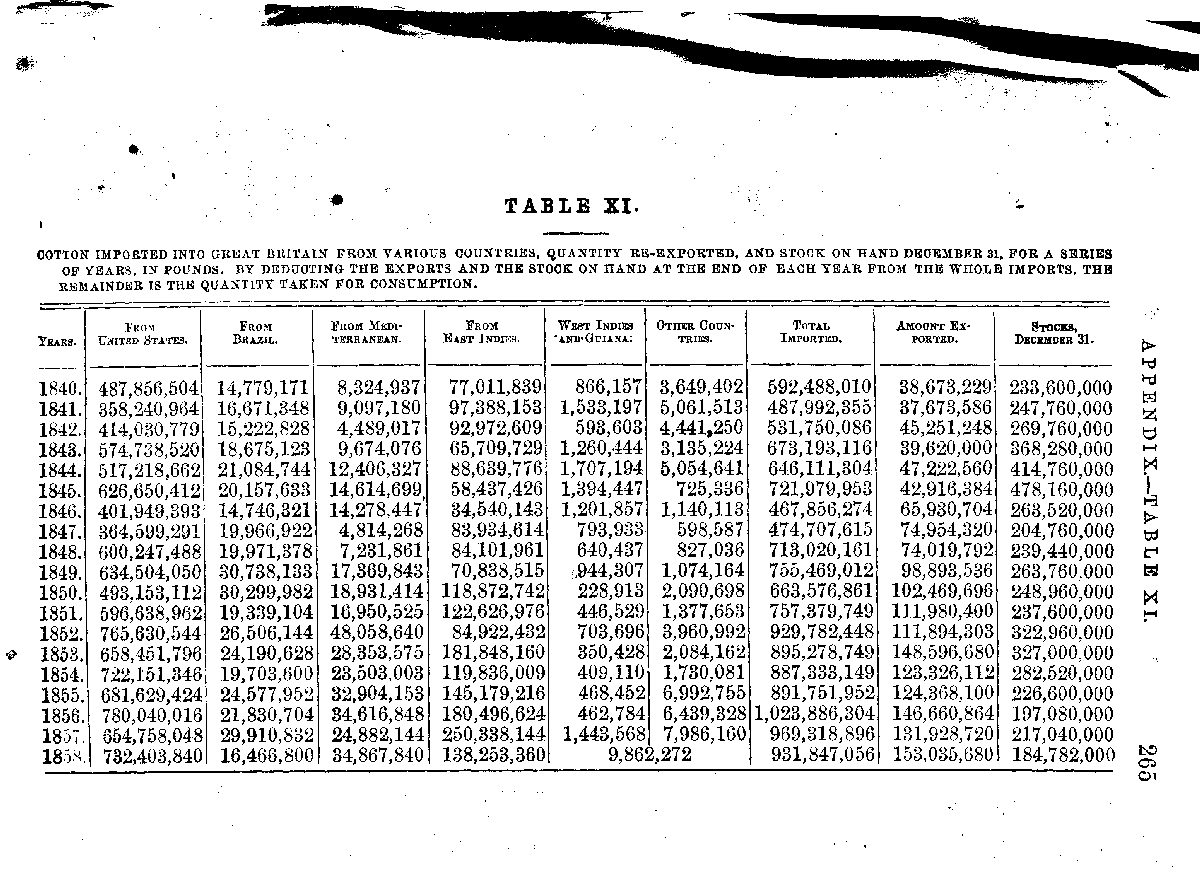 TABLE XI.
COTTON IMPORTED INTO GREAT BRITAIN FROM VARIOUS COUNTRIES, QUANTITY RE-EXPORTED, AND STOCK ON HAND DECEMBER 31, FOR A SERIES
OF YEARS, IN POUNDS. BY DEDUCTING THE EXPORTS AND THE STOCK ON HAND AT THE END OF EACH YEAR FROM THE WHOLE IMPORTS, THE
REMAINDER IS THE QUANTITY TAKEN FOR CONSUMPTION.
YEARS. FROM UNITED STATES. FROM BRAZIL. FROM MEDI-TERRANEAN. FROM EAST INDIES. WEST INDIES AND GUIANA. OTHER COUN-TRIES. TOTAL IMPORTED. AMOUNT EX-PORTED. STOCKS, DECEMBER 31.
1840. 487,856,504 14,779,171 8,324,937 77,011,839 866,157 3,649,402 592,488,010 38,673,229 233,600,000
1841. 358,240,964 16,671,348 9,097,180 97,388,153 1,533,197 5,061,513 487,992,355 37,673,586 247,760,000
1842. 414,030,779 15,222,828 4,489,017 92,972,609 593,603 4,441,250 531,750,086 45,251,248 269,760,000
1843. 574,738,520 18,675,123 9,674,076 65,709,729 1,260,444 3,135,224 673,193,116 39,620,000 368,280,000
1844. 517,218,662 21,084,744 12,406,327 88,639,776 1,707,194 5,054,641 646,111,304 47,222,560 414,760,000
1845. 626,650,412 20,157,633 14,614,699 58,437,426 1,394,447 725,336 721,979,953 42,916,384 478,160,000
1846. 401,949,393 14,746,321 14,278,447 34,540,143 1,201,857 1,140,113 467,856,274 65,930,704 263,520,000
1847. 364,599,291 19,966,922 4,814,268 83,934,614 793,933 598,587 474,707,615 74,954,320 204,760,000
1848. 600,247,488 19,971,378 7,231,861 84,101,961 640,437 827,036 713,020,161 74,019,792 239,440,000
1849. 634,504,050 30,738,133 17,369,843 70,838,515 944,307 1,074,164 755,469,012 98,893,536 263,760,000
1850. 493,153,112 30,299,982 18,931,414 118,872,742 228,913 2,090,698 663,576,861 102,469,696 248,960,000
1851. 596,638,962 19,339,104 16,950,525 122,626,976 446,529 1,377,653 757,379,749 111,980,400 237,600,000
1852. 765,630,544 26,506,144 48,058,640 84,922,432 703,696 3,960,992 929,782,448 111,894,303 322,960,000
1853. 658,451,796 24,190,628 28,353,575 181,848,160 350,428 2,084,162 895,278,749 148,596,680 327,000,000
1854. 722,151,346 19,703,600 23,503,003 119,836,009 409,110 1,730,081 887,333,149 123,326,112 282,520,000
1855. 681,629,424 24,577,952 32,904,153 145,179,216 468,452 6,992,755 891,751,952 124,368,100 226,600,000
1856. 780,040,016 21,830,704 34,616,848 180,496,624 462,784 6,439,328 1,023,886,304 146,660,864 197,080,000
1857. 654,758,048 29,910,832 24,882,144 250,338,144 1,443,568 7,986,160 969,318,896 131,928,720 217,040,000
1858. 732,403,840 16,466,800 34,867,840 138,253,360 9,862,272 931,847,056 153,035,680 184,782,000
APPENDIX—TABLE XI.
265